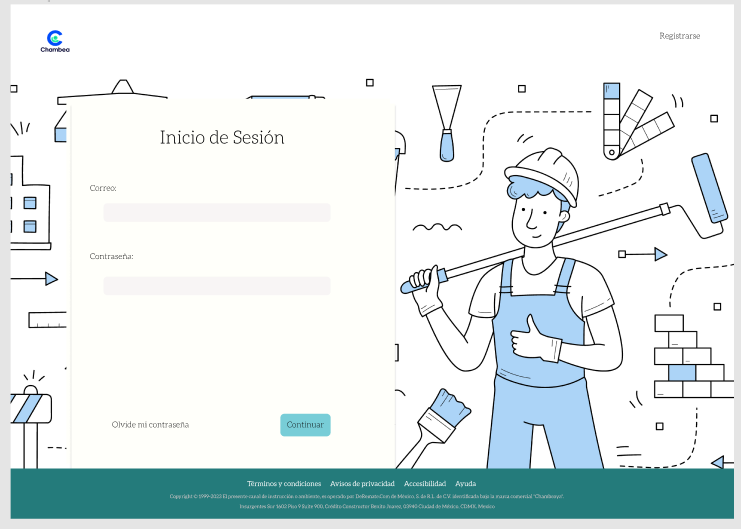 Chambea
Registrarse
Inicio de Sesión
Correo:
Contraseña:
Olvide mi contraseña
Continuar
Términos y condiciones Avisos de privacidad Accesibilidad Ayuda
Copyright © 1999-2023 El presente canal de instrucción o ambiente, es operado por DeRemate.Com de México, S. de R.L. de C.V. identificado bajo la marca comercial "Chambeaya".
Insurgentes Sur 1602 Piso 9 Suite 900, Crédito Constructor Benito Juarez, 03940 Ciudad de México, CDMX, Mexico